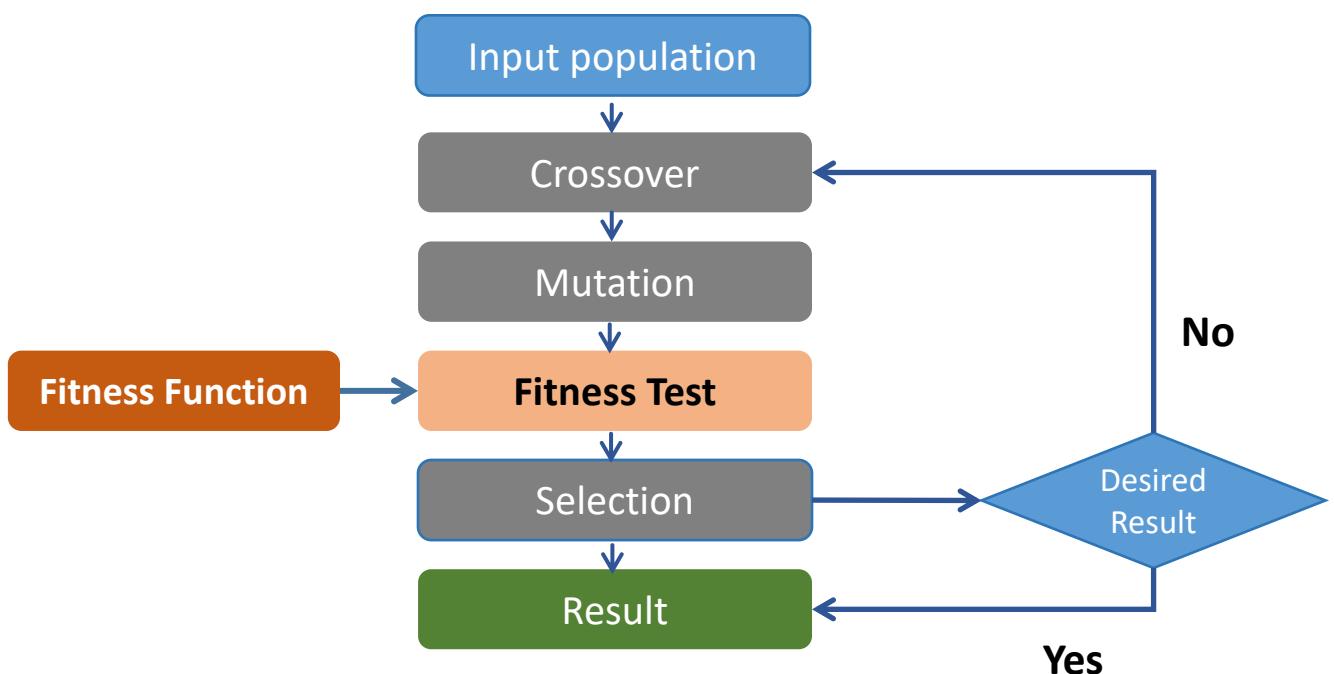 Input population
Crossover
Mutation
No
Fitness Function
Fitness Test
Selection
Desired
Result
Result
Yes